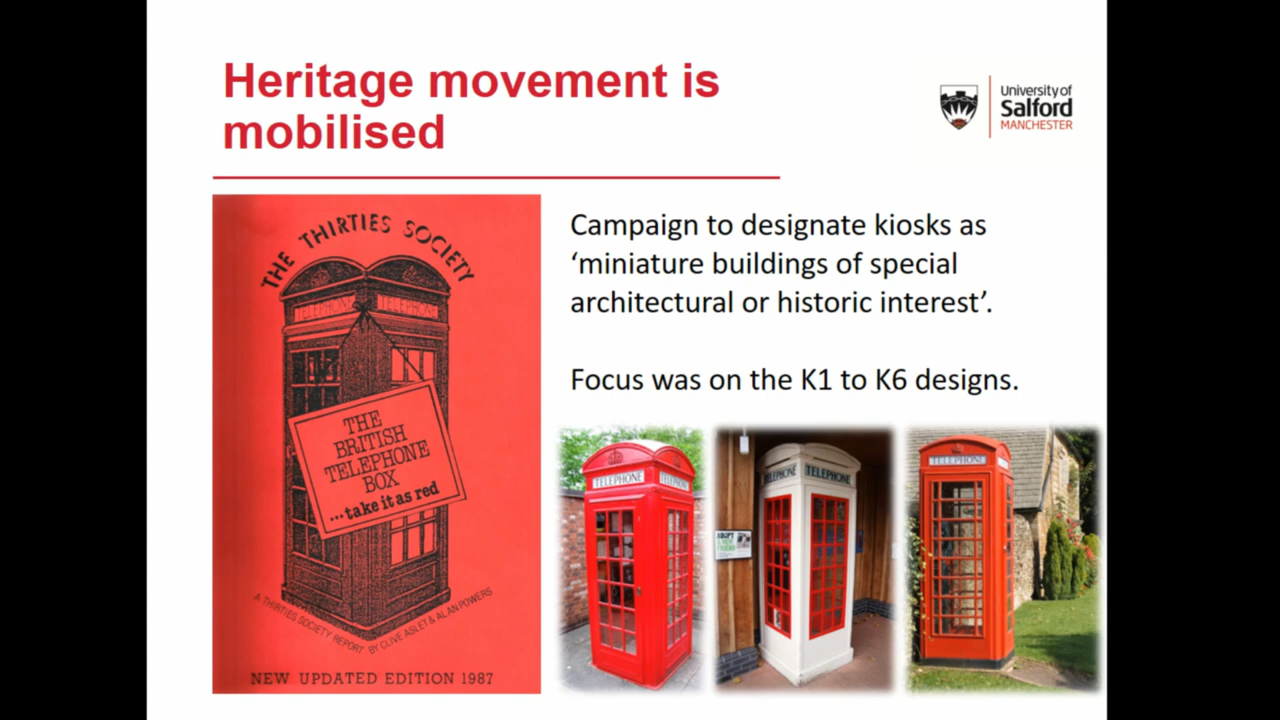 Heritage movement is
mobilised
University of
Salford
MANCHESTER
THE THIRTIES SOCIETY
TELEPHONE TELEPHONE
THE
BRITISH
TELEPHONE
BOX
...take it as red
A THIRTIES SOCIETY REPORT BY CLIVE ASLET & ALAN POWERS
NEW UPDATED EDITION 1987
Campaign to designate kiosks as
‘miniature buildings of special
architectural or historic interest’.
Focus was on the K1 to K6 designs.
TELEPHONE TELEPHONE
TELEPHONE TELEPHONE
ADOPT
TELEPHONE